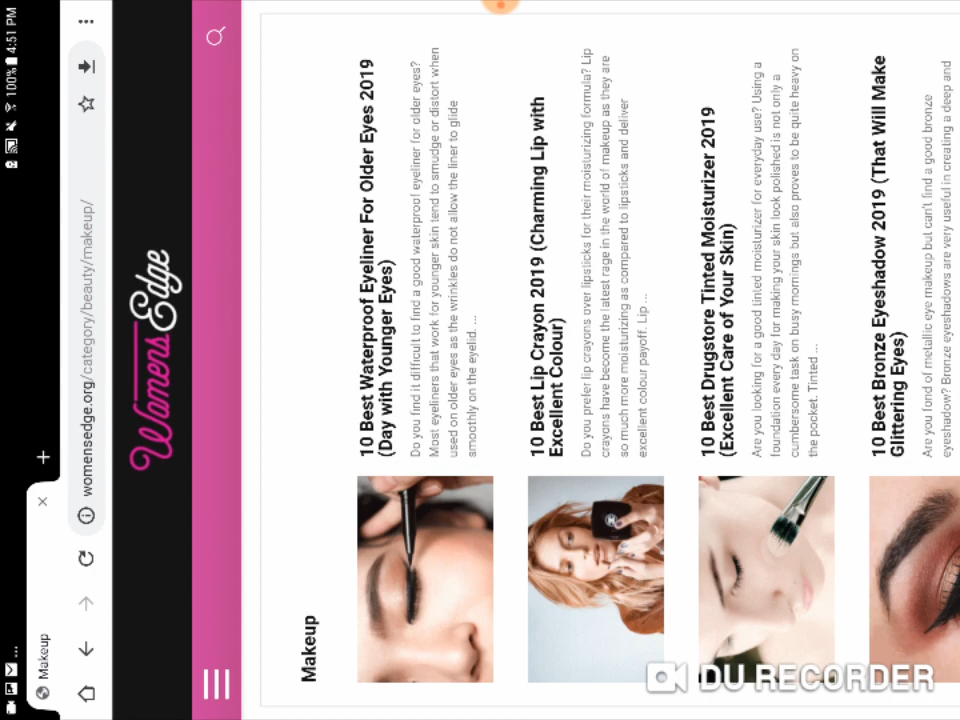 100% 4:51 PM
Makeup
womensedge.org/category/beauty/makeup/
WomensEdge
Makeup
10 Best Waterproof Eyeliner For Older Eyes 2019
(Day with Younger Eyes)
Do you find it difficult to find a good waterproof eyeliner for older eyes?
Most eyeliners that work for younger skin tend to smudge or distort when
used on older eyes as the wrinkles do not allow the liner to glide
smoothly on the eyelid. ...
10 Best Lip Crayon 2019 (Charming Lip with
Excellent Colour)
Do you prefer lip crayons over lipsticks for their moisturizing formula? Lip
crayons have become the latest rage in the world of makeup as they are
so much more moisturizing as compared to lipsticks and deliver
excellent colour payoff. Lip ...
10 Best Drugstore Tinted Moisturizer 2019
(Excellent Care of Your Skin)
Are you looking for a good tinted moisturizer for everyday use? Using a
foundation every day for making your skin look polished is not only a
cumbersome task on busy mornings but also proves to be quite heavy on
the pocket. Tinted ...
10 Best Bronze Eyeshadow 2019 (That Will Make
Glittering Eyes)
Are you fond of metallic eye makeup but can't find a good bronze
eyeshadow? Bronze eyeshadows are very useful in creating a deep and
DU RECORDER